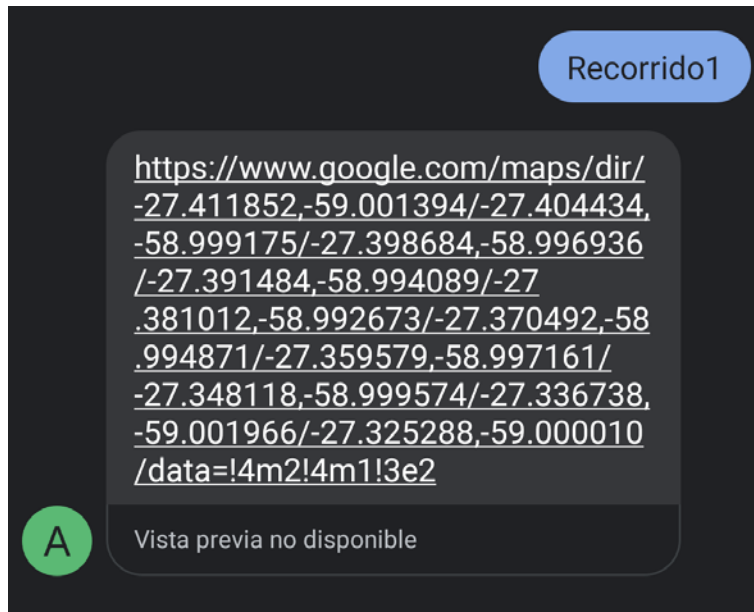 Recorrido1
https://www.google.com/maps/dir/
-27.411852,-59.001394/-27.404434,
-58.999175/-27.398684,-58.996936
/-27.391484,-58.994089/-27
.381012,-58.992673/-27.370492,-58
.994871/-27.359579,-58.997161/
-27.348118,-58.999574/-27.336738,
-59.001966/-27.325288,-59.000010
/data=!4m2!4m1!3e2
A
Vista previa no disponible